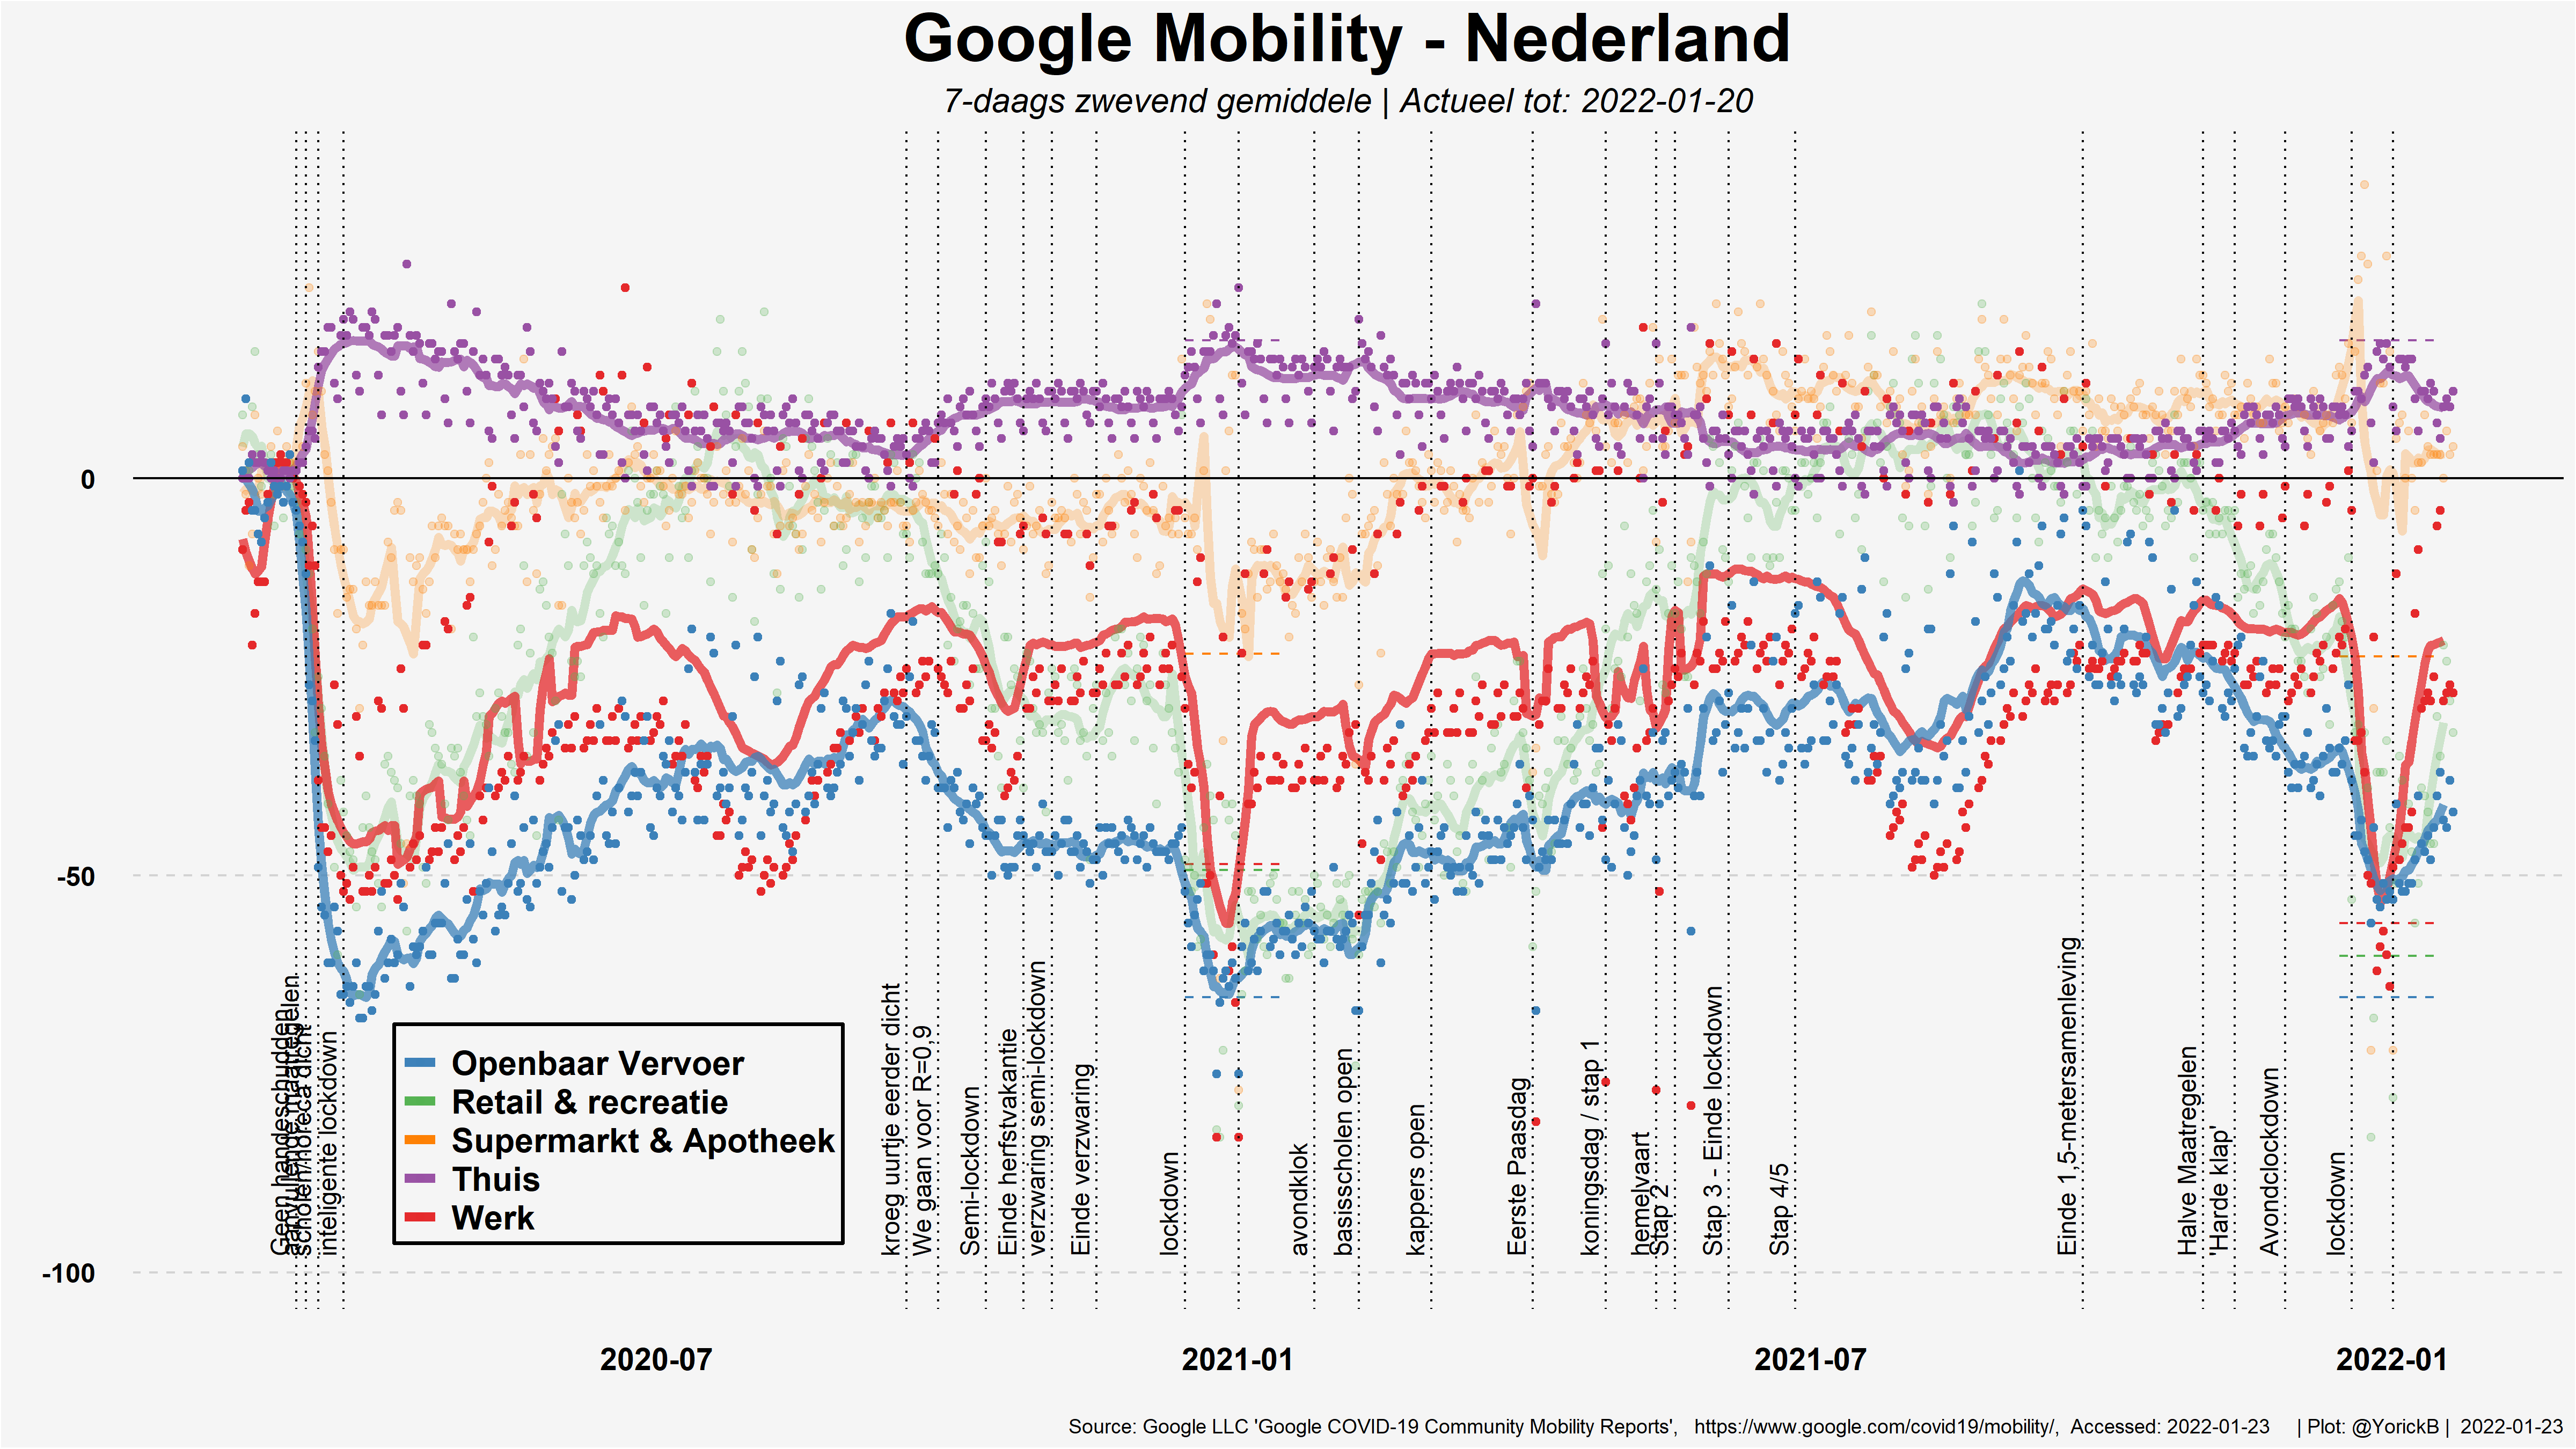 Google Mobility - Nederland
7-daags zwevend gemiddele | Actueel tot: 2022-01-20
0
-50
-100
Geen handeschudden
scholen/horeca dicht
inteligente lockdown
kroeg uurtje eerder dicht
We gaan voor R=0,9
Semi-lockdown
Einde herfstvakantie
verzwaring semi-lockdown
Einde verzwaring
lockdown
avondklok
basisscholen open
kappers open
Eerste Paasdag
koningsdag / stap 1
hemelvaart
Stap 2
Stap 3 - Einde lockdown
Stap 4/5
Einde 1,5-metersamenleving
Halve Maatregelen
'Harde klap'
Avondclockdown
lockdown
Openbaar Vervoer
Retail & recreatie
Supermarkt & Apotheek
Thuis
Werk
2020-07
2021-01
2021-07
2022-01
Source: Google LLC 'Google COVID-19 Community Mobility Reports', https://www.google.com/covid19/mobility/, Accessed: 2022-01-23 | Plot: @YorickB | 2022-01-23